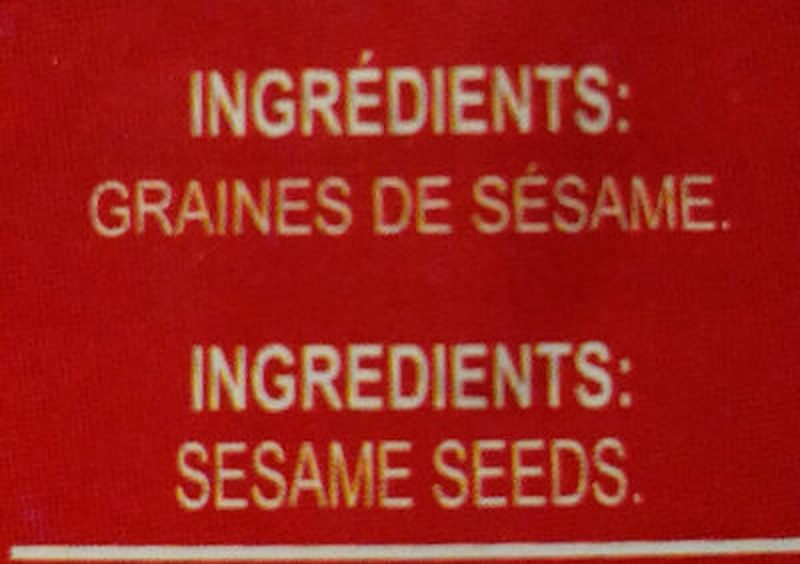 INGRÉDIENTS:
GRAINES DE SÉSAME.
INGREDIENTS:
SESAME SEEDS.